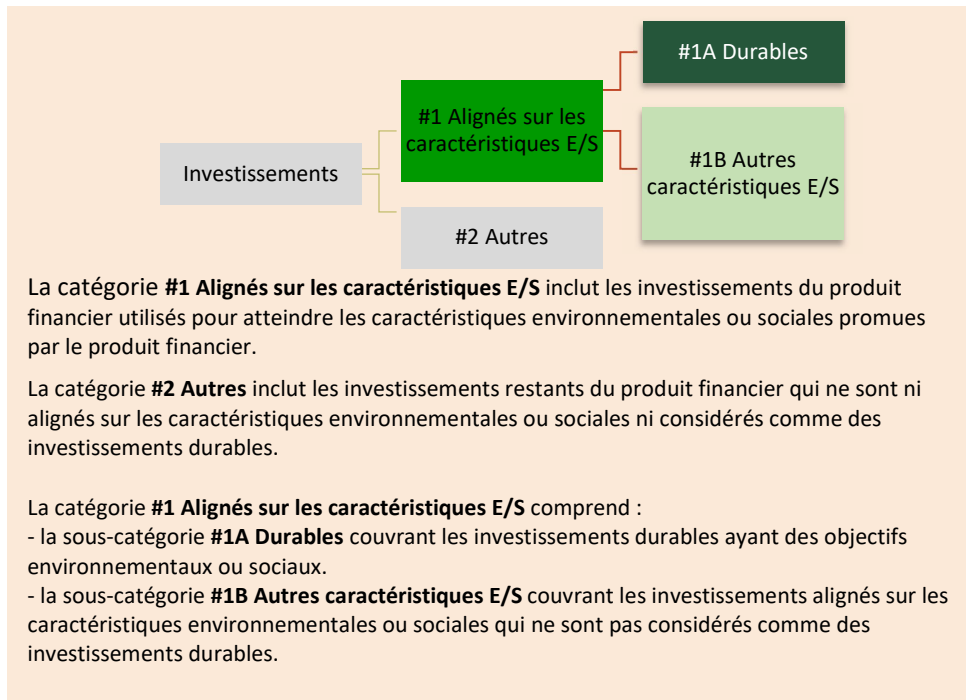 #1A Durables
#1 Alignés sur les
caractéristiques E/S
#1B Autres
caractéristiques E/S
Investissements
#2 Autres
La catégorie #1 Alignés sur les caractéristiques E/S inclut les investissements du produit
financier utilisés pour atteindre les caractéristiques environnementales ou sociales promues
par le produit financier.
La catégorie #2 Autres inclut les investissements restants du produit financier qui ne sont ni
alignés sur les caractéristiques environnementales ou sociales ni considérés comme des
investissements durables.
La catégorie #1 Alignés sur les caractéristiques E/S comprend :
- la sous-catégorie #1A Durables couvrant les investissements durables ayant des objectifs
environnementaux ou sociaux.
- la sous-catégorie #1B Autres caractéristiques E/S couvrant les investissements alignés sur les
caractéristiques environnementales ou sociales qui ne sont pas considérés comme des
investissements durables.